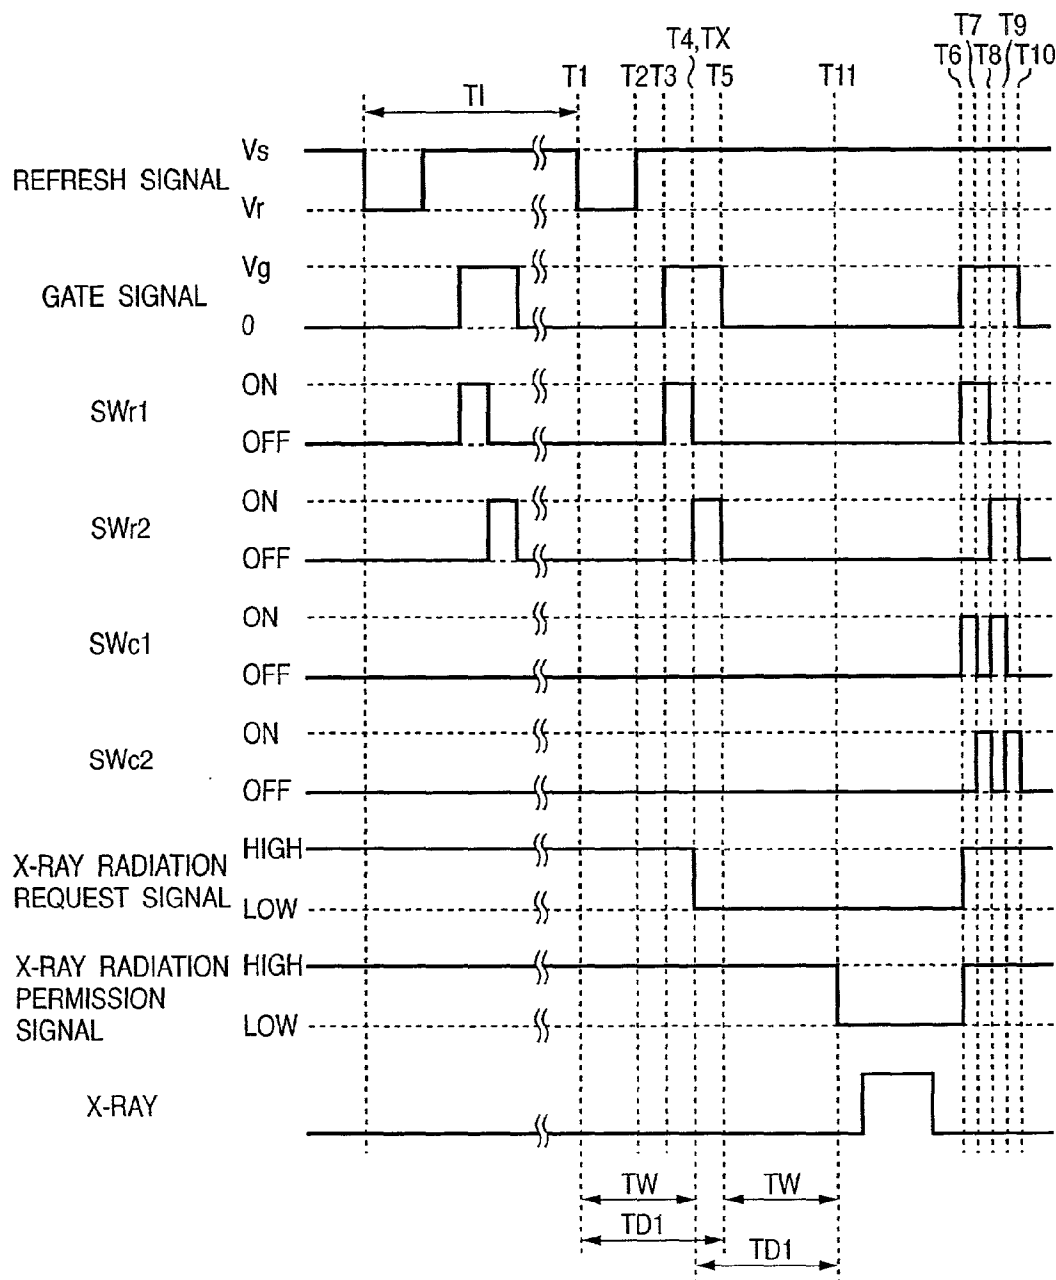 T7 T9
T4,TX
T6 T8 T10
T1 T2 T3 T5 T11
TI
REFRESH SIGNAL
Vs
Vr
GATE SIGNAL
Vg
0
SWr1
ON
OFF
SWr2
ON
OFF
SWc1
ON
OFF
SWc2
ON
OFF
X-RAY RADIATION
REQUEST SIGNAL
HIGH
LOW
X-RAY RADIATION
PERMISSION
SIGNAL
HIGH
LOW
X-RAY
TW TW
TD1
TD1